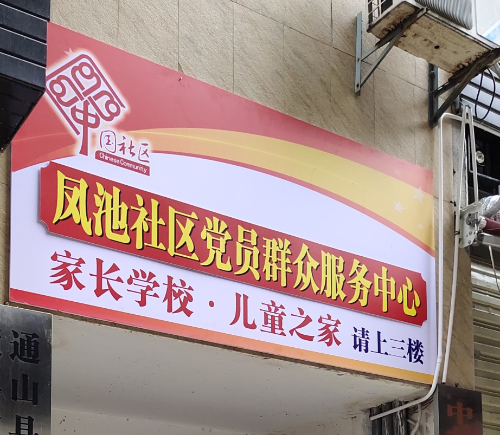 中国社区
Chinese Community
凤池社区党员群众服务中心
家长学校·儿童之家 请上三楼
通山县
中